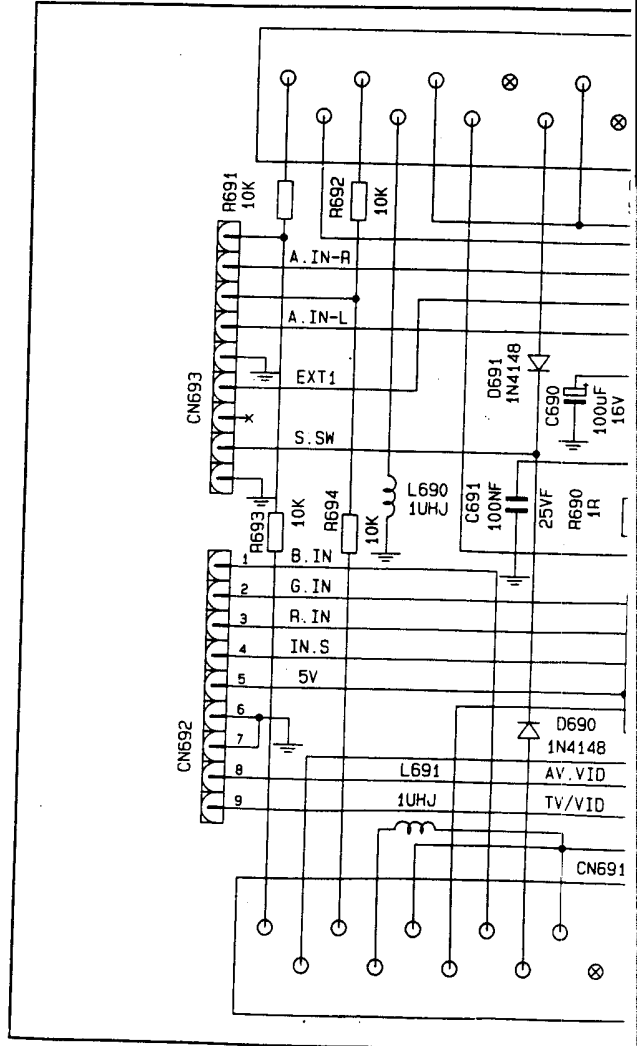 R691
10K
R692
10K
A.IN-R
A.IN-L
EXT1
S.SW
CN693
D691
1N4148
C690
100uF
16V
L690
1UHJ
C691
100NF
25VF
R690
1R
R693
10K
R694
10K
CN692
1 B.IN
2 G.IN
3 R.IN
4 IN.S
5 5V
6
7
8
9
D690
1N4148
L691
1UHJ
AV.VID
TV/VID
CN691